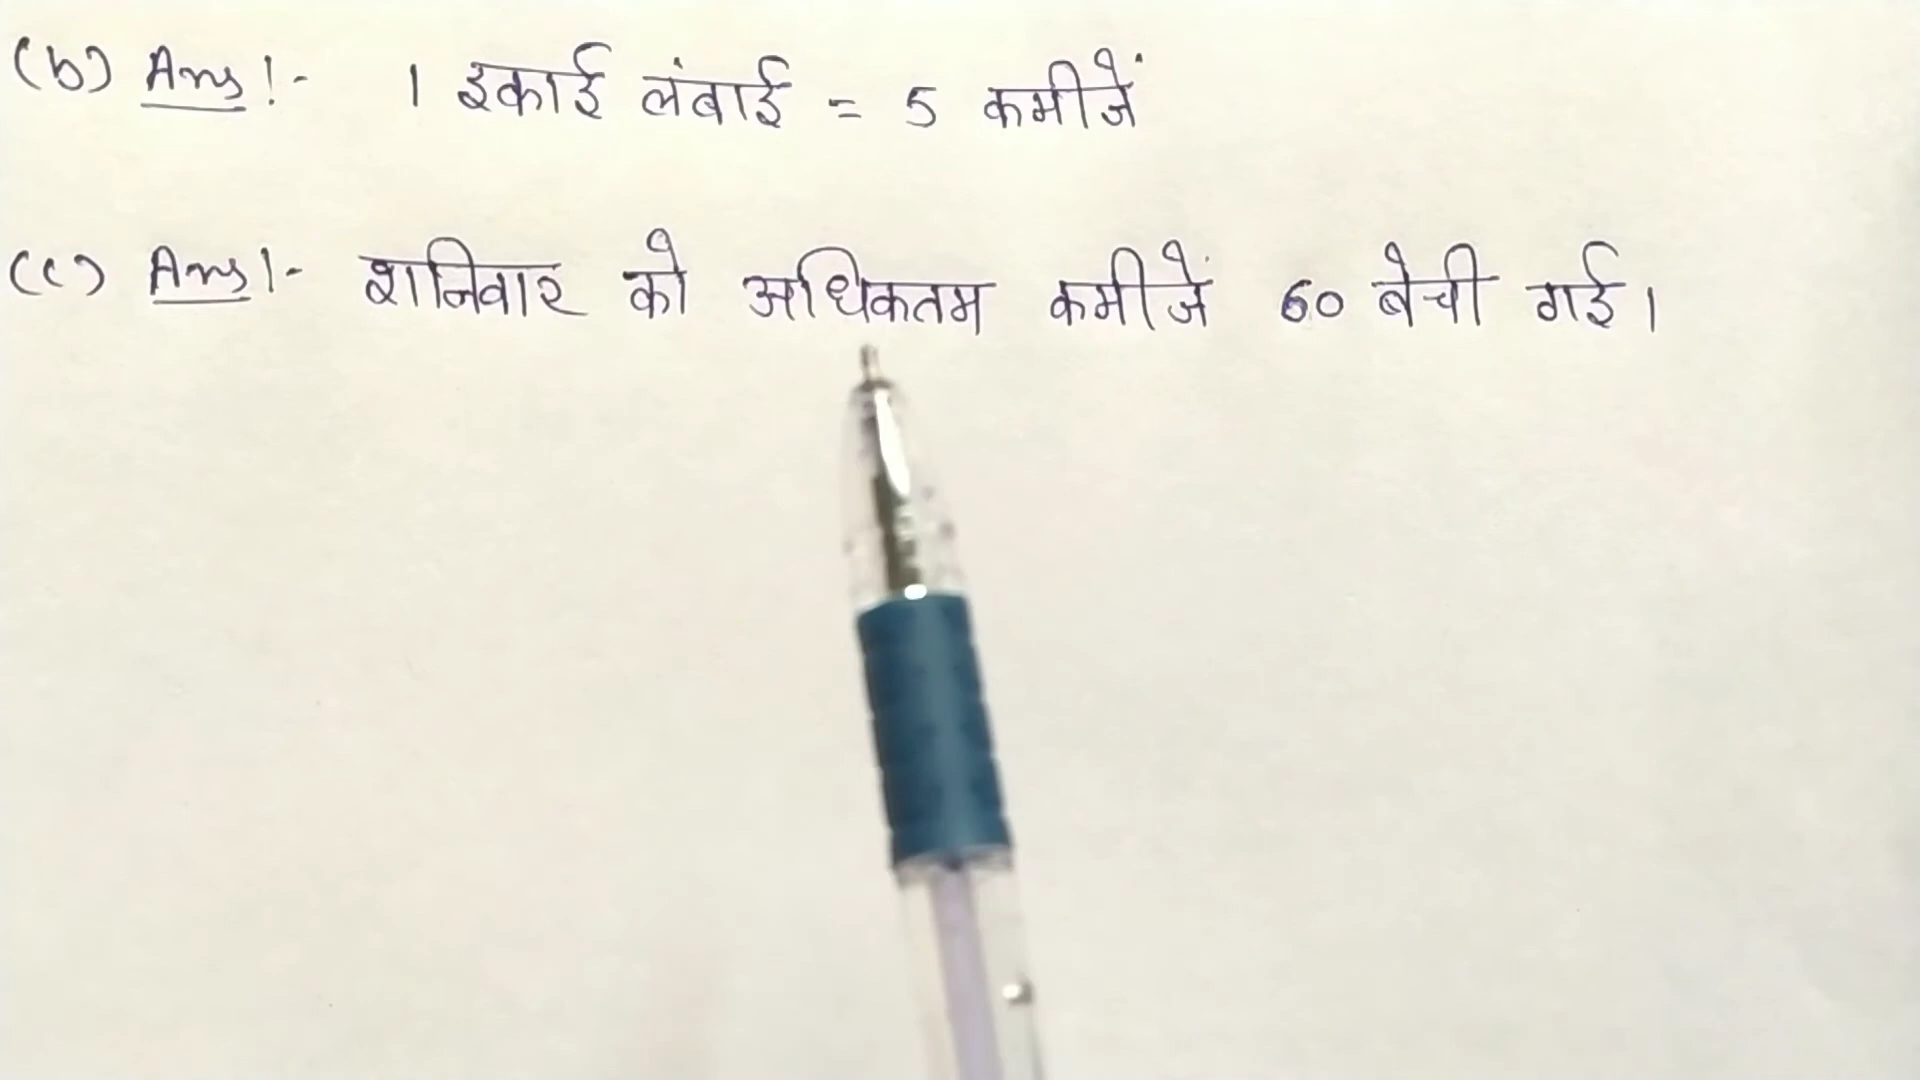 (b) Ans!- 1 इकाई लंबाई = 5 कमीजें
(c) Ans!- शनिवार को अधिकतम कमीजें 60 बेची गई।